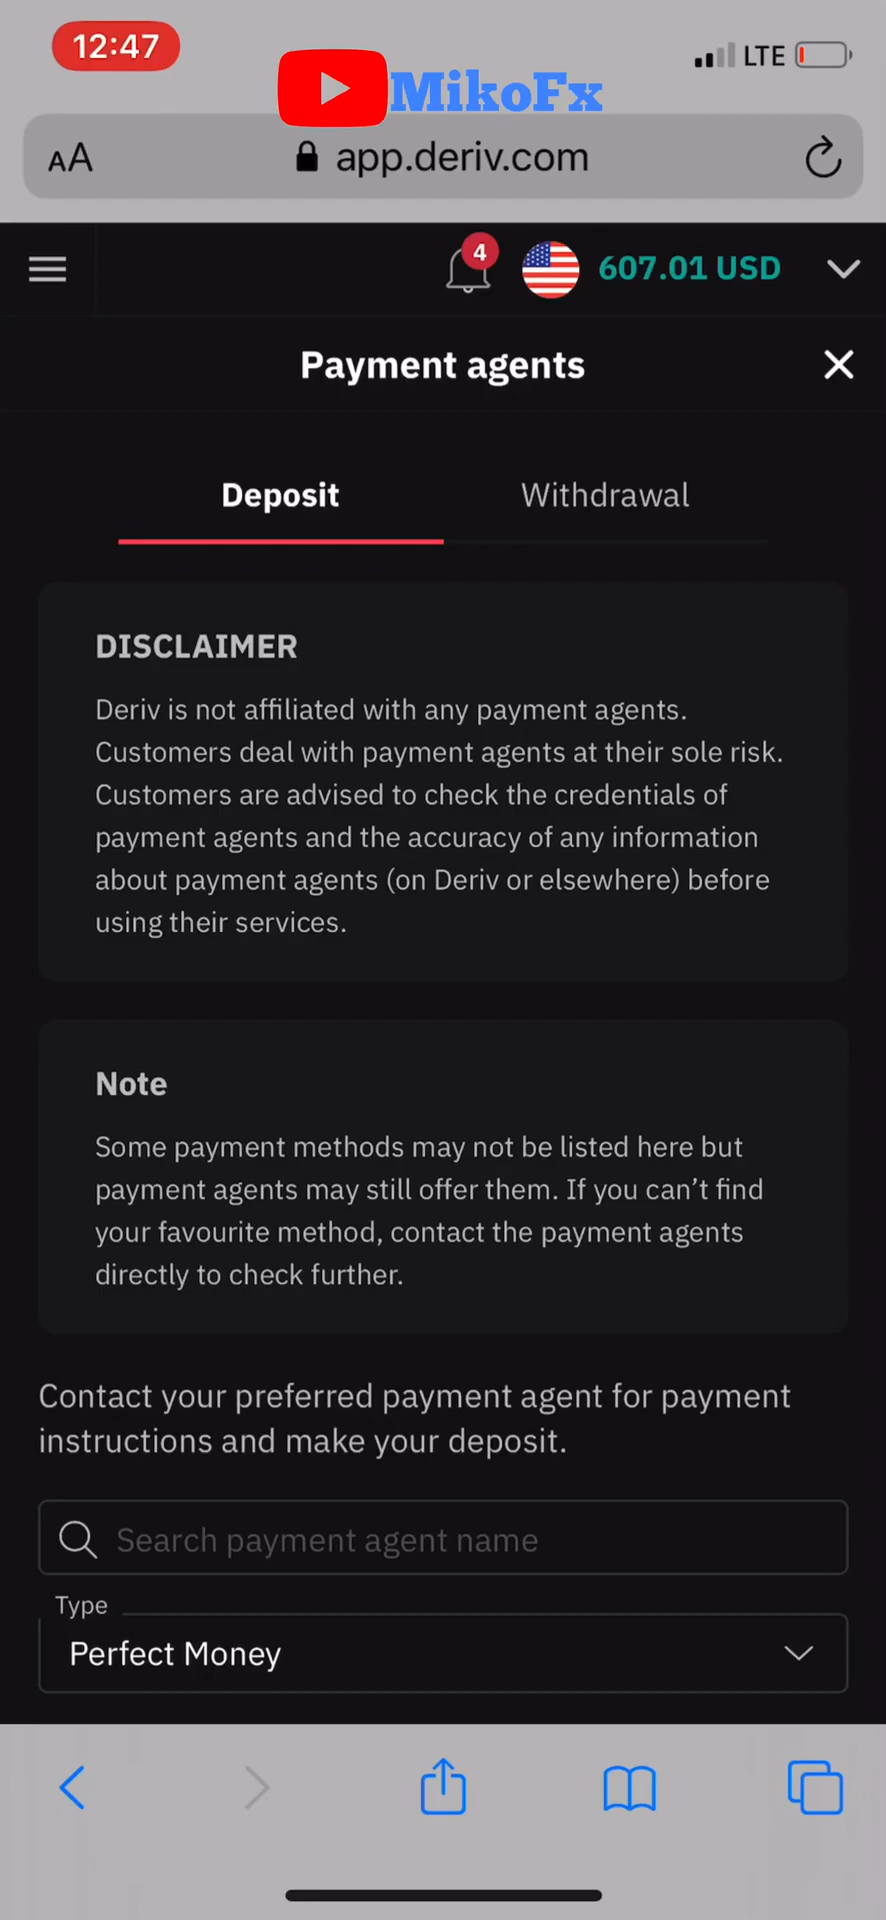 12:47
LTE
MikoFx
AA
app.deriv.com
4
607.01 USD
Payment agents
Deposit
Withdrawal
DISCLAIMER
Deriv is not affiliated with any payment agents.
Customers deal with payment agents at their sole risk.
Customers are advised to check the credentials of
payment agents and the accuracy of any information
about payment agents (on Deriv or elsewhere) before
using their services.
Note
Some payment methods may not be listed here but
payment agents may still offer them. If you can’t find
your favourite method, contact the payment agents
directly to check further.
Contact your preferred payment agent for payment
instructions and make your deposit.
Search payment agent name
Type
Perfect Money